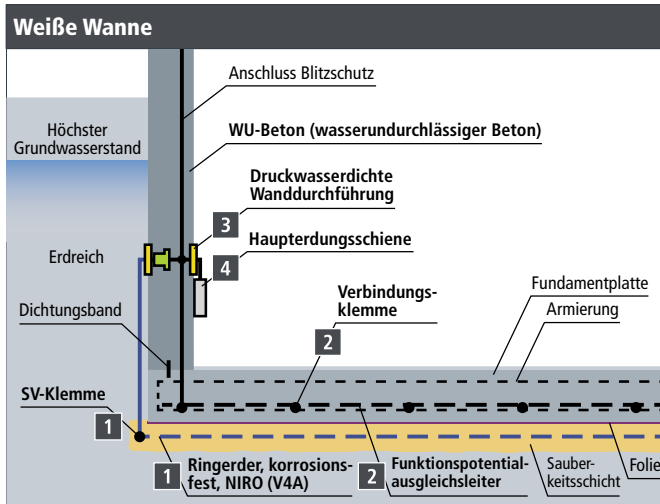 Weiße Wanne
Anschluss Blitzschutz
Höchster
Grundwasserstand
WU-Beton (wasserundurchlässiger Beton)
Druckwasserdichte
Wanddurchführung
3
Haupterdungsschiene
4
Erdreich
Fundamentplatte
Verbindungs-
klemme
Armierung
Dichtungsband
2
SV-Klemme
1
1 Ringerder, korrosions-
fest, NIRO (V4A)
2 Funktionspotential-
ausgleichsleiter
Sauber-
keitsschicht
Folie